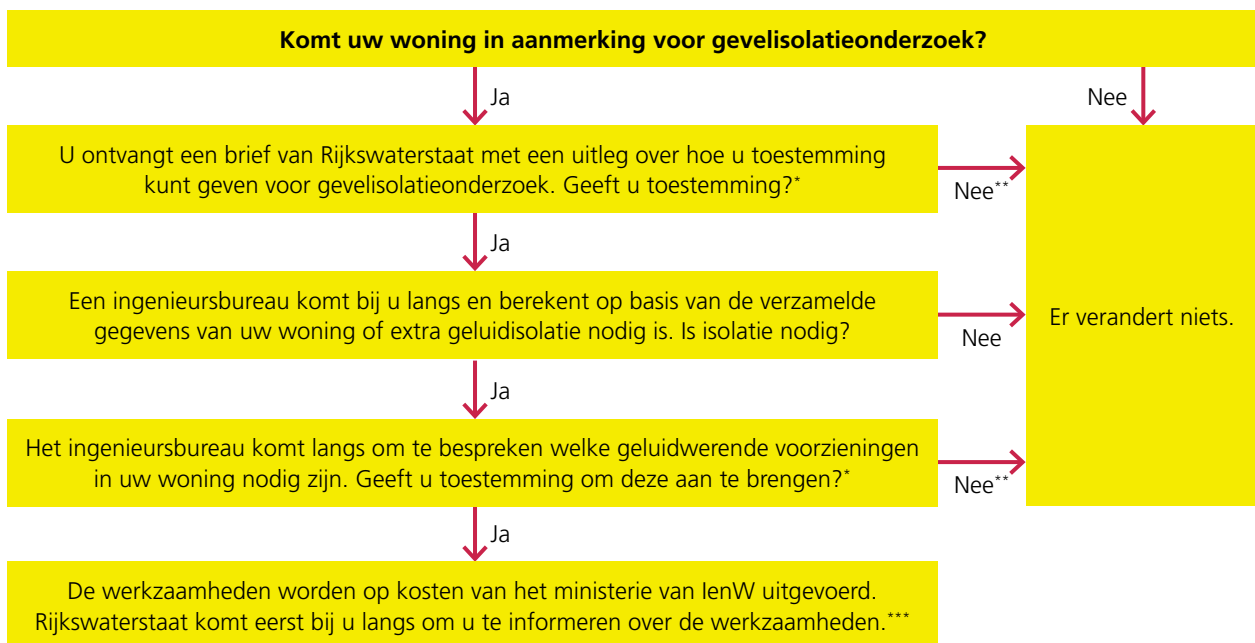 Komt uw woning in aanmerking voor gevelisolatieonderzoek?
Ja
Nee
U ontvangt een brief van Rijkswaterstaat met een uitleg over hoe u toestemming
kunt geven voor gevelisolatieonderzoek. Geeft u toestemming?*
Nee**
Ja
Een ingenieursbureau komt bij u langs en berekent op basis van de verzamelde
gegevens van uw woning of extra geluidisolatie nodig is. Is isolatie nodig?
Nee
Er verandert niets.
Ja
Het ingenieursbureau komt langs om te bespreken welke geluidwerende voorzieningen
in uw woning nodig zijn. Geeft u toestemming om deze aan te brengen?*
Nee**
Ja
De werkzaamheden worden op kosten van het ministerie van IenW uitgevoerd.
Rijkswaterstaat komt eerst bij u langs om u te informeren over de werkzaamheden.***